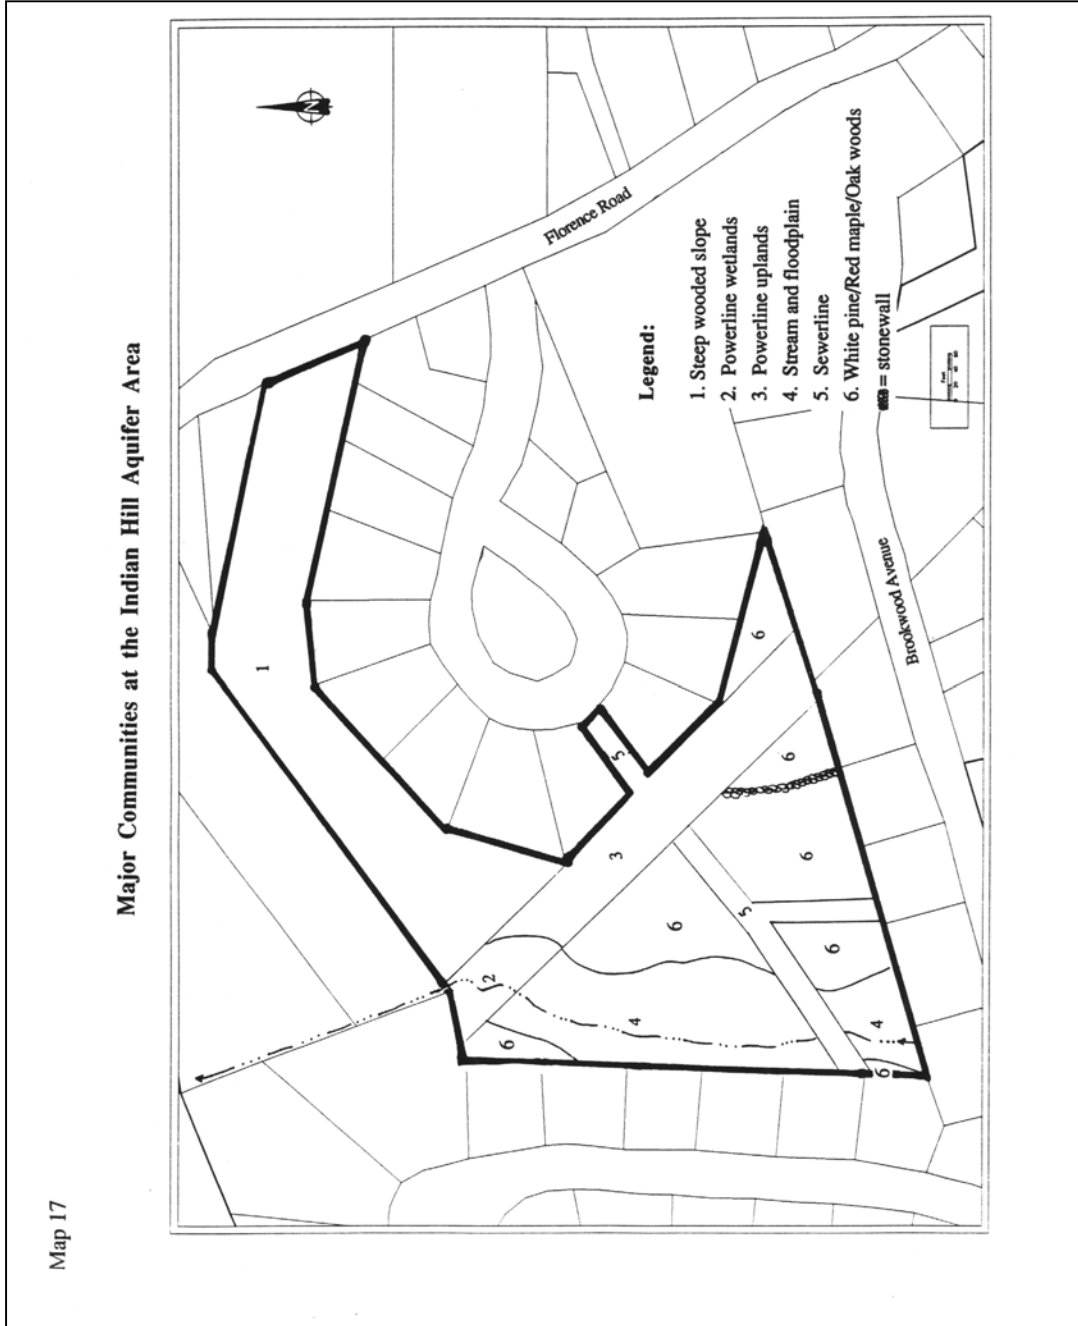 Map 17
Major Communities at the Indian Hill Aquifer Area
N
Florence Road
Legend:
1. Steep wooded slope
2. Powerline wetlands
3. Powerline uplands
4. Stream and floodplain
5. Sewerline
6. White pine/Red maple/Oak woods
= stonewall
Brookwood Avenue
1
2
3
4
4
5
5
6
6
6
6
6
6
6